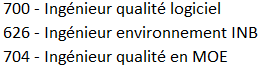 700 - Ingénieur qualité logiciel
626 - Ingénieur environnement INB
704 - Ingénieur qualité en MOE